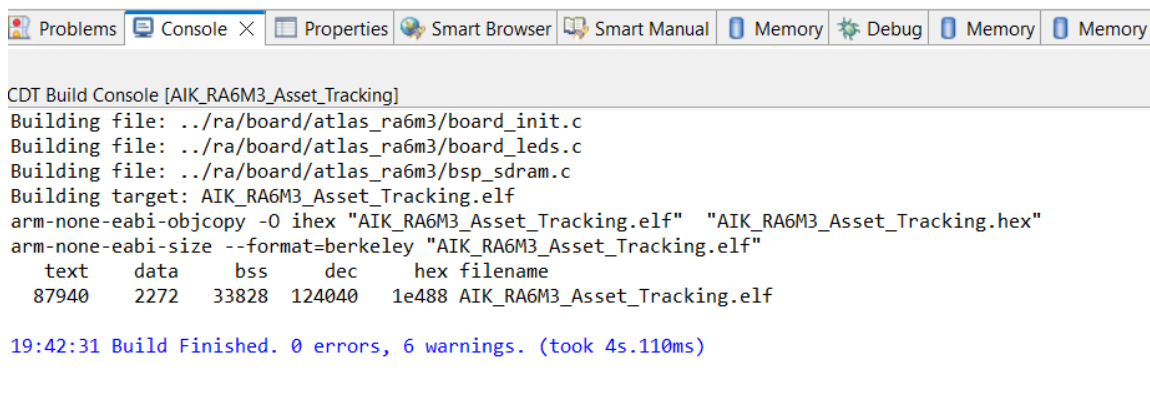 Problems Console Properties Smart Browser Smart Manual Memory Debug Memory Memory
CDT Build Console [AIK_RA6M3_Asset_Tracking]
Building file: ../ra/board/atlas_ra6m3/board_init.c
Building file: ../ra/board/atlas_ra6m3/board_leds.c
Building file: ../ra/board/atlas_ra6m3/bsp_sdram.c
Building target: AIK_RA6M3_Asset_Tracking.elf
arm-none-eabi-objcopy -O ihex "AIK_RA6M3_Asset_Tracking.elf"  "AIK_RA6M3_Asset_Tracking.hex"
arm-none-eabi-size --format=berkeley "AIK_RA6M3_Asset_Tracking.elf"
   text    data     bss     dec     hex filename
  87940    2272   33828  124040   1e488 AIK_RA6M3_Asset_Tracking.elf
19:42:31 Build Finished. 0 errors, 6 warnings. (took 4s.110ms)